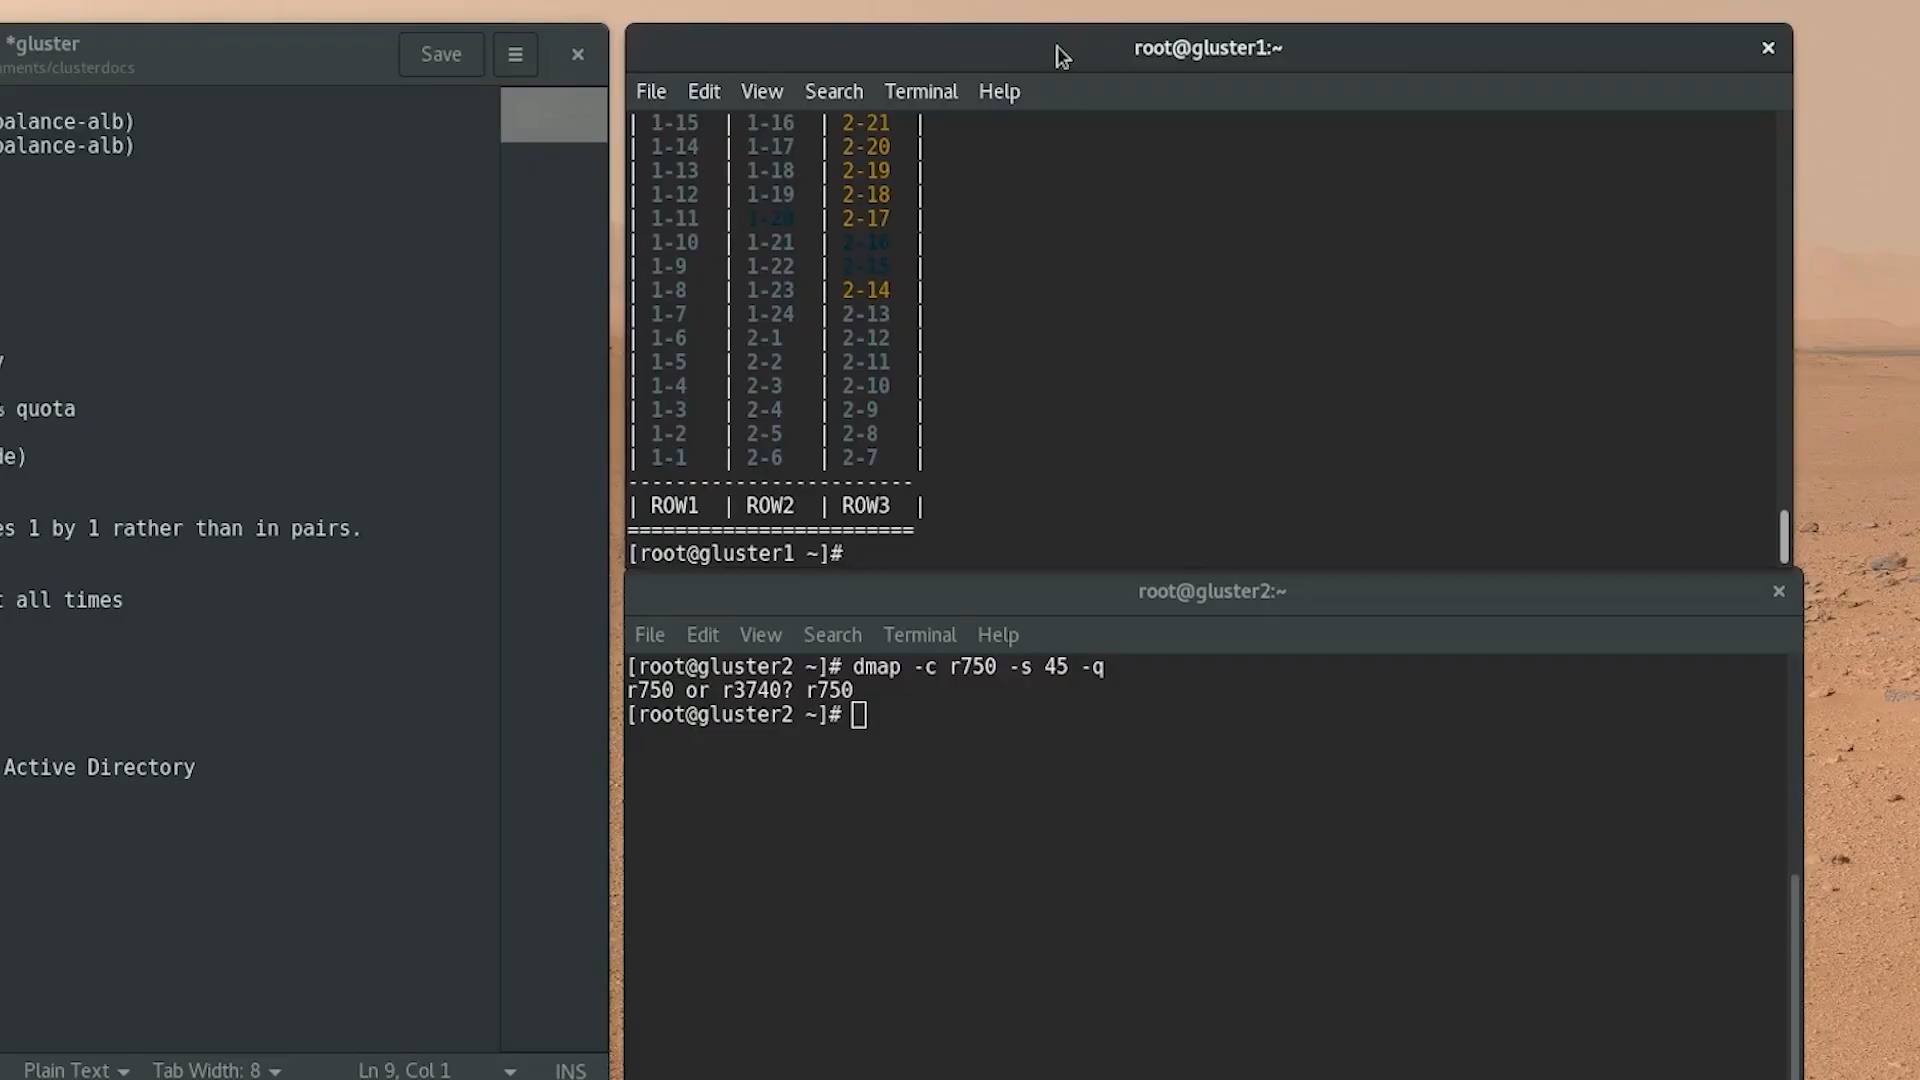 *gluster
ments/clusterdocs
Save
balance-alb)
balance-alb)
quota
de)
es 1 by 1 rather than in pairs.
t all times
Active Directory
Plain Text
Tab Width: 8
Ln 9, Col 1
INS
root@gluster1:~
File Edit View Search Terminal Help
| 1-15 | 1-16 | 2-21 |
| 1-14 | 1-17 | 2-20 |
| 1-13 | 1-18 | 2-19 |
| 1-12 | 1-19 | 2-18 |
| 1-11 | 1-20 | 2-17 |
| 1-10 | 1-21 | 2-16 |
| 1-9 | 1-22 | 2-15 |
| 1-8 | 1-23 | 2-14 |
| 1-7 | 1-24 | 2-13 |
| 1-6 | 2-1 | 2-12 |
| 1-5 | 2-2 | 2-11 |
| 1-4 | 2-3 | 2-10 |
| 1-3 | 2-4 | 2-9 |
| 1-2 | 2-5 | 2-8 |
| 1-1 | 2-6 | 2-7 |
------------------------
| ROW1 | ROW2 | ROW3 |
========================
[root@gluster1 ~]#
root@gluster2:~
File Edit View Search Terminal Help
[root@gluster2 ~]# dmap -c r750 -s 45 -q
r750 or r3740? r750
[root@gluster2 ~]#